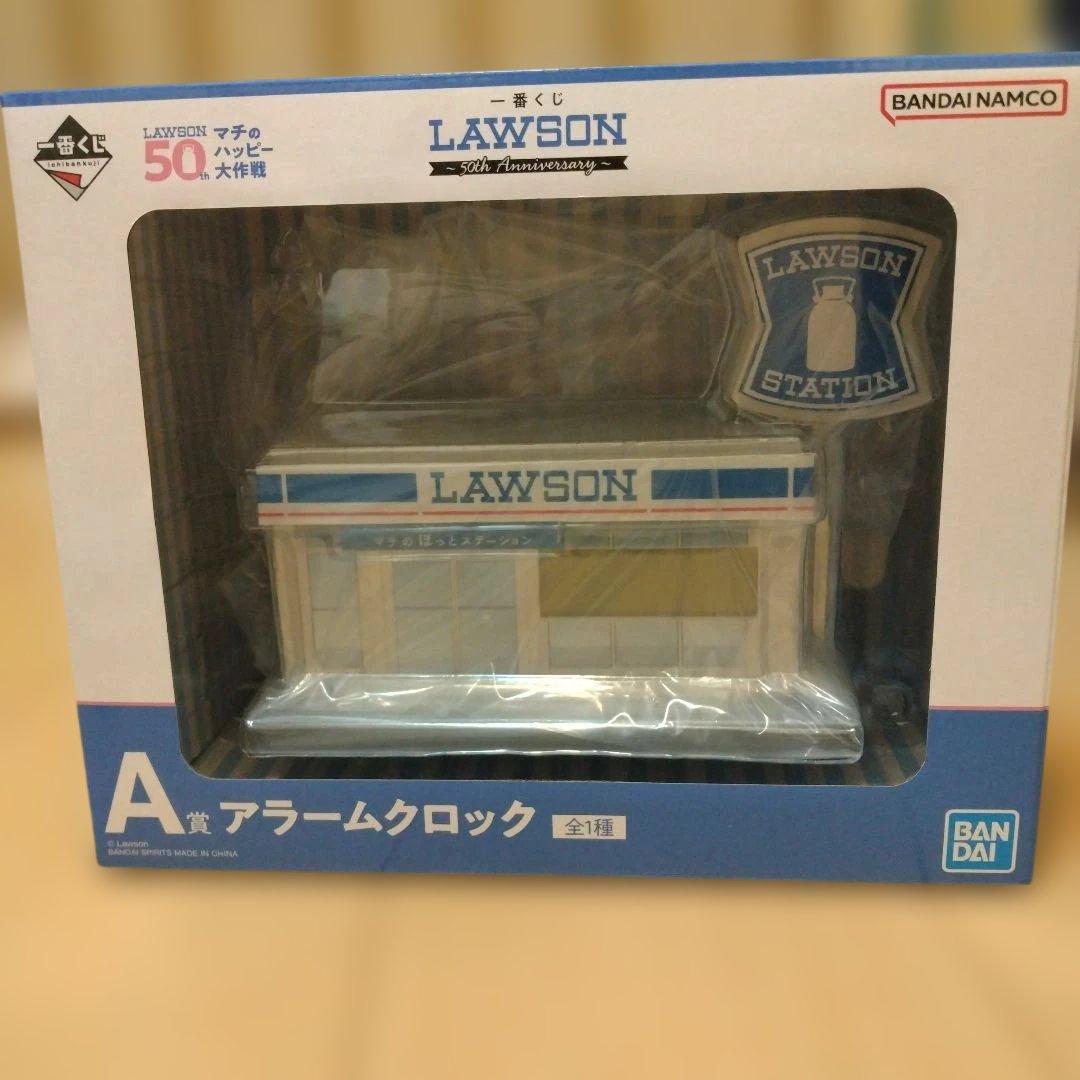 一番くじ
ichibankuji
LAWSON
50th
マチの
ハッピー
大作戦
一番くじ
LAWSON
~ 50th Anniversary ~
BANDAI NAMCO
LAWSON
STATION
LAWSON
マチのほっとステーション
A賞 アラームクロック 全1種
© Lawson
BANDAI SPIRITS MADE IN CHINA
BAN
DAI